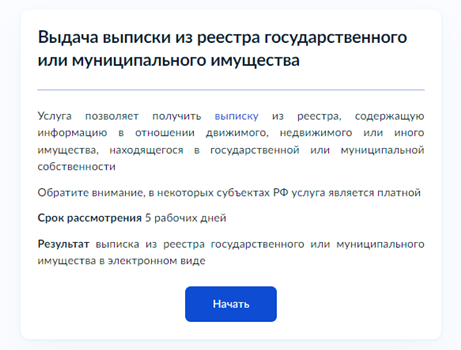 Выдача выписки из реестра государственного
или муниципального имущества
Услуга позволяет получить выписку из реестра, содержащую
информацию в отношении движимого, недвижимого или иного
имущества, находящегося в государственной или муниципальной
собственности
Обратите внимание, в некоторых субъектах РФ услуга является платной
Срок рассмотрения 5 рабочих дней
Результат выписка из реестра государственного или муниципального
имущества в электронном виде
Начать